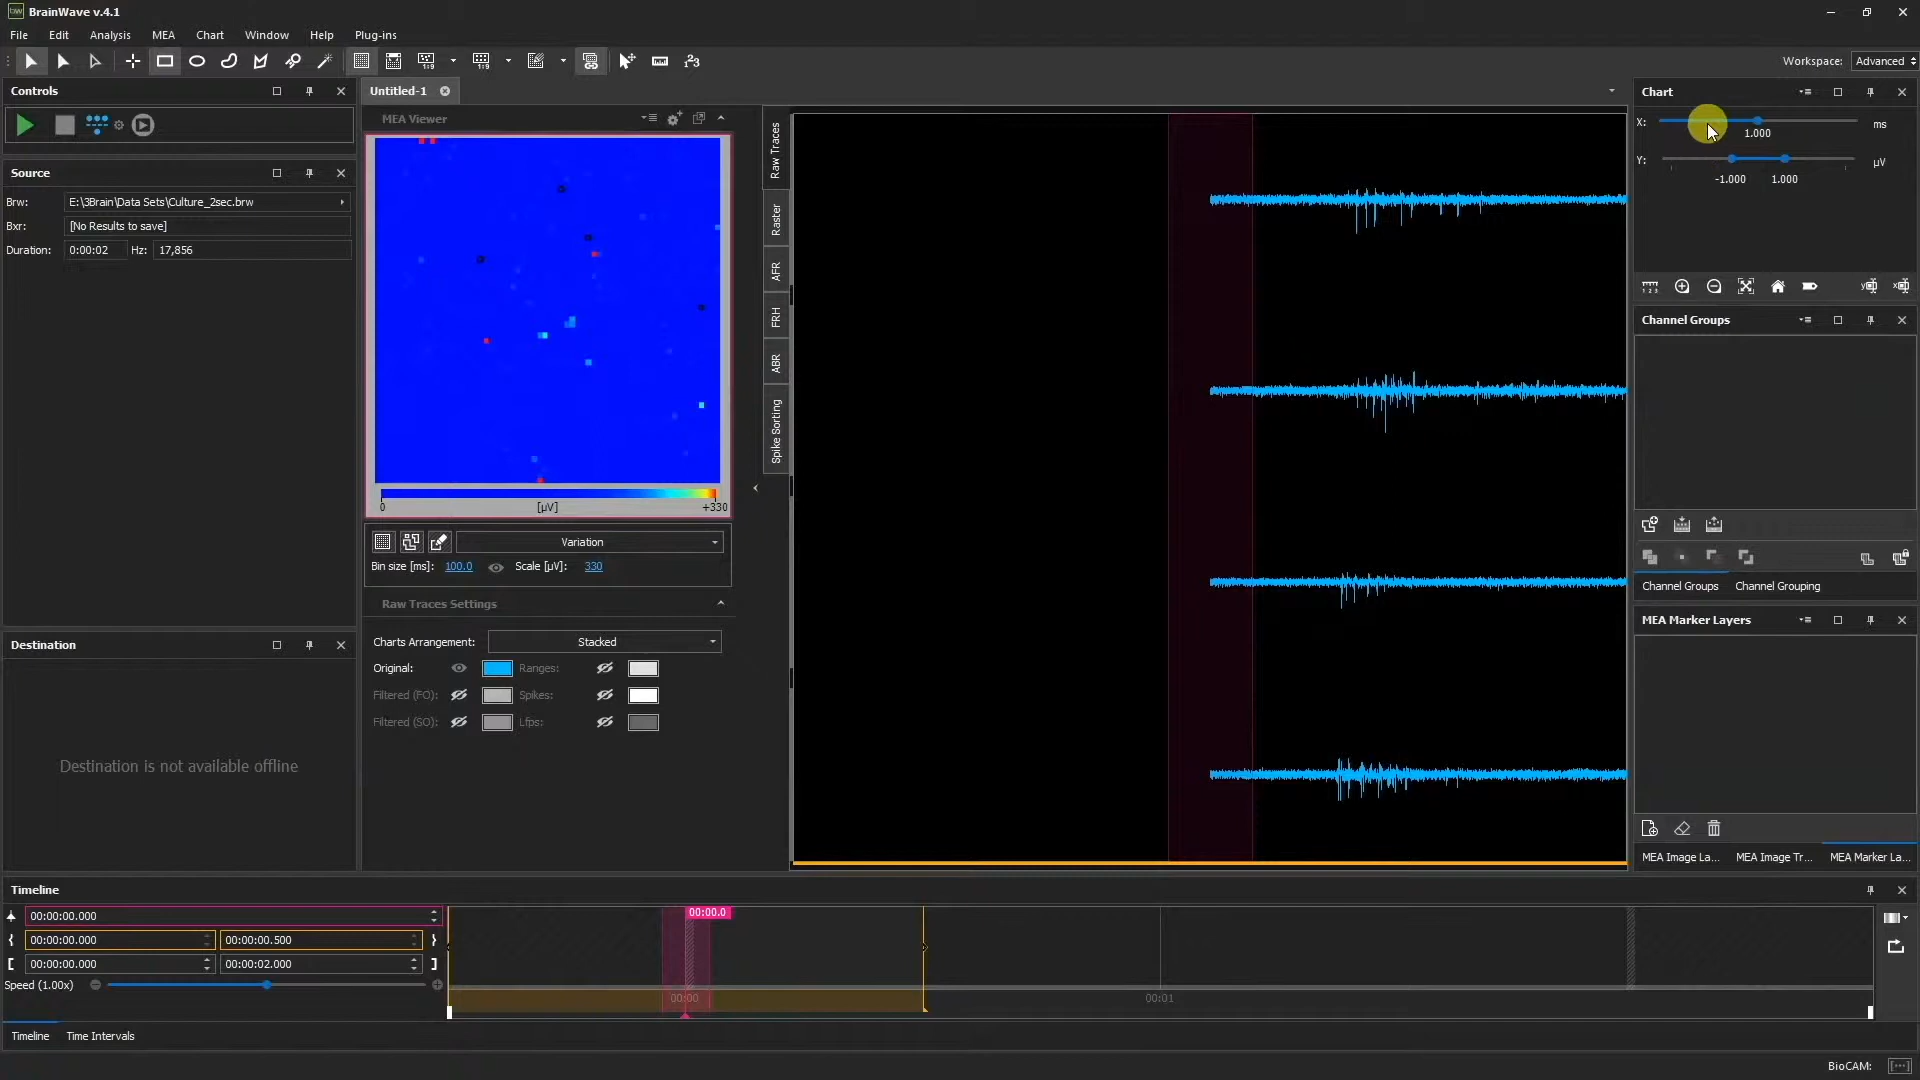 BrainWave v.4.1
File Edit Analysis MEA Chart Window Help Plug-ins
Workspace: Advanced
Controls
Source
Brw: E:\3Brain\Data Sets\Culture_2sec.brw
Bxr: [No Results to save]
Duration: 0:00:02 Hz: 17,856
Destination
Destination is not available offline
Untitled-1
MEA Viewer
0 [µV] +330
Variation
Bin size [ms]: 100.0 Scale [µV]: 330
Raw Traces Settings
Charts Arrangement: Stacked
Original: Ranges:
Filtered (FO): Spikes:
Filtered (SO): Lfps:
Raw Traces
Raster
AFR
FRH
ABR
Spike Sorting
Chart
X: ms
1.000
Y: µV
-1.000 1.000
Channel Groups
Channel Groups Channel Grouping
MEA Marker Layers
MEA Image La... MEA Image Tr... MEA Marker La...
Timeline
00:00:00.000
00:00:00.000 00:00:00.500
00:00:00.000 00:00:02.000
Speed (1.00x)
00:00.0
00:00 00:01
Timeline Time Intervals
BioCAM: